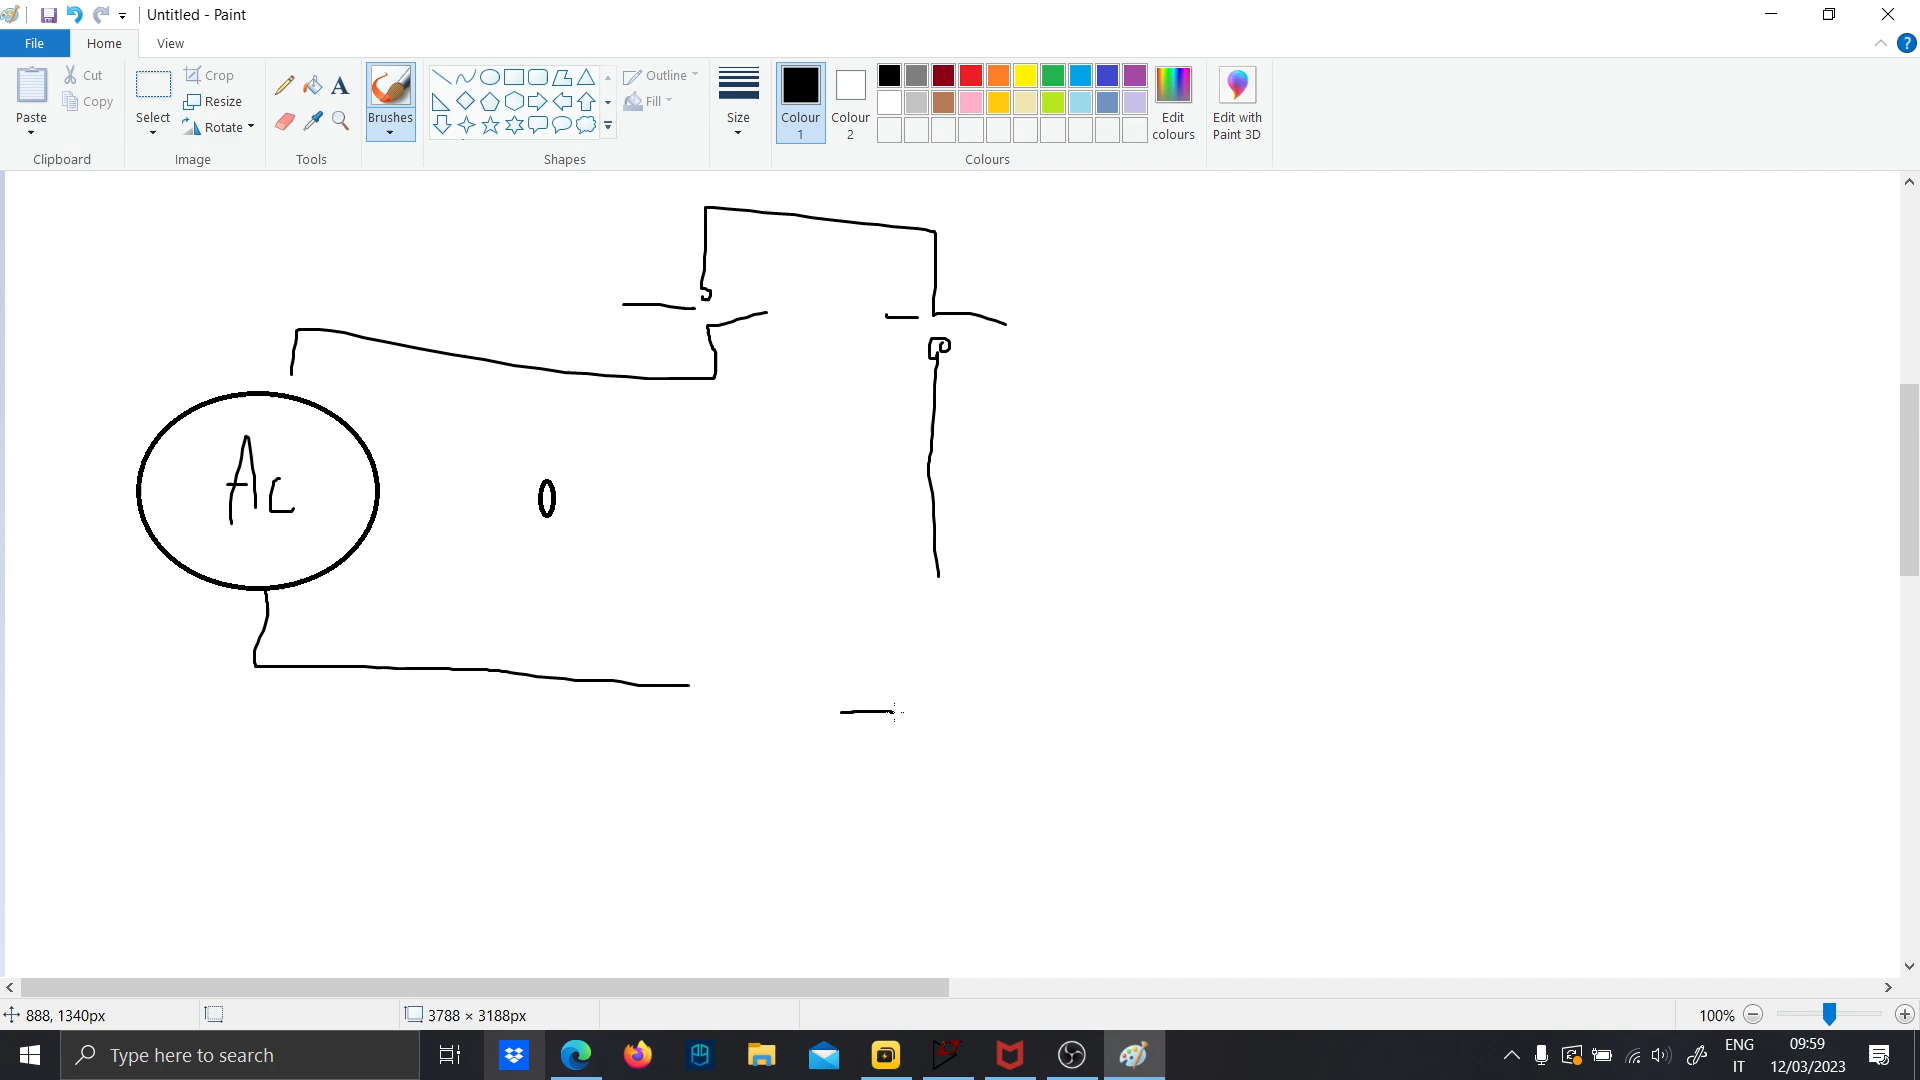 Untitled - Paint
File
Home
View
Paste
Cut
Copy
Clipboard
Select
Crop
Resize
Rotate
Image
Tools
Brushes
Outline
Fill
Shapes
Size
Colour
1
Colour
2
Edit
colours
Colours
Edit with
Paint 3D
Ac
888, 1340px
3788 × 3188px
100%
Type here to search
ENG
IT
09:59
12/03/2023